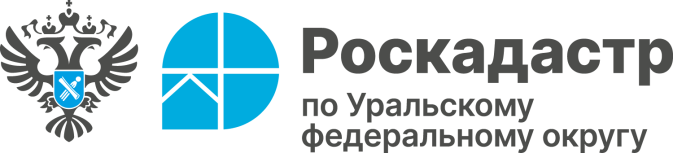 Роскадастр
по Уральскому
федеральному округу